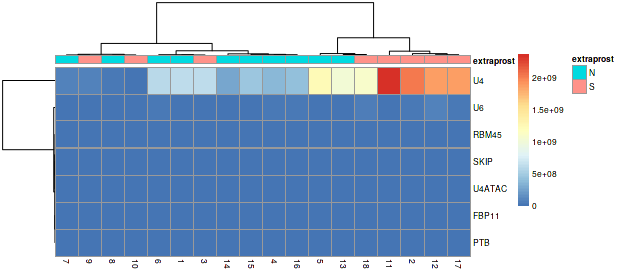 extraprost
extraprost
N
S
U4
U6
RBM45
SKIP
U4ATAC
FBP11
PTB
2e+09
1.5e+09
1e+09
5e+08
0
7 9 8 10 6 1 3 14 15 4 16 5 13 18 11 2 12 17